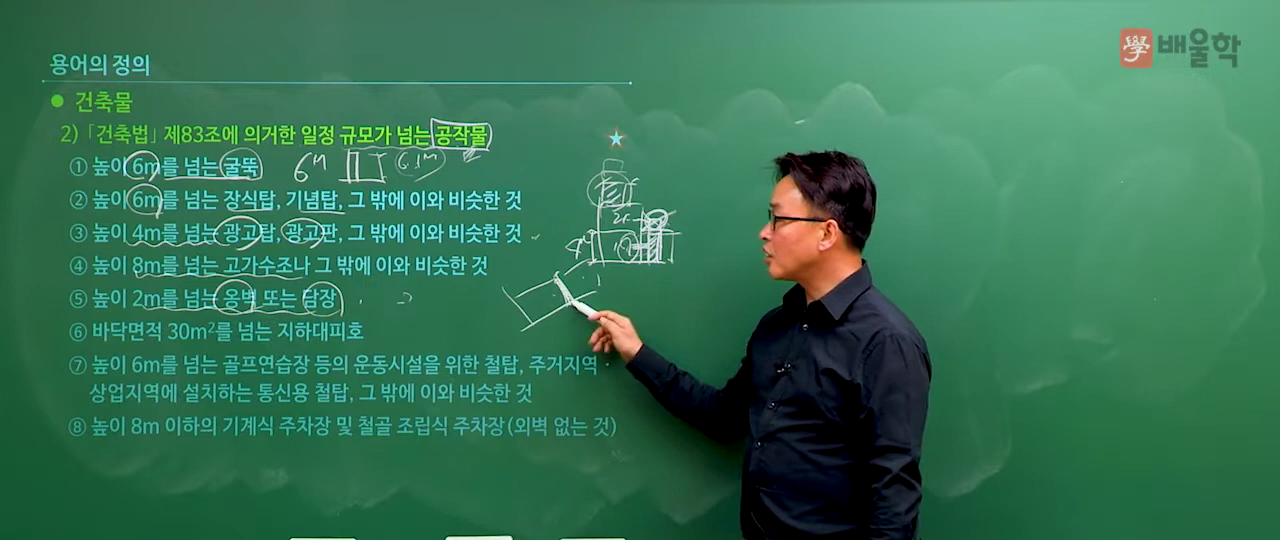 學 배울학
용어의 정의
● 건축물
2) 「건축법」 제83조에 의거한 일정 규모가 넘는 공작물
① 높이 6m를 넘는 굴뚝 6m 6.1m
② 높이 6m를 넘는 장식탑, 기념탑, 그 밖에 이와 비슷한 것
③ 높이 4m를 넘는 광고탑, 광고판, 그 밖에 이와 비슷한 것
④ 높이 8m를 넘는 고가수조나 그 밖에 이와 비슷한 것
⑤ 높이 2m를 넘는 옹벽 또는 담장
⑥ 바닥면적 30m²를 넘는 지하대피호
⑦ 높이 6m를 넘는 골프연습장 등의 운동시설을 위한 철탑, 주거지역·
상업지역에 설치하는 통신용 철탑, 그 밖에 이와 비슷한 것
⑧ 높이 8m 이하의 기계식 주차장 및 철골 조립식 주차장(외벽 없는 것)